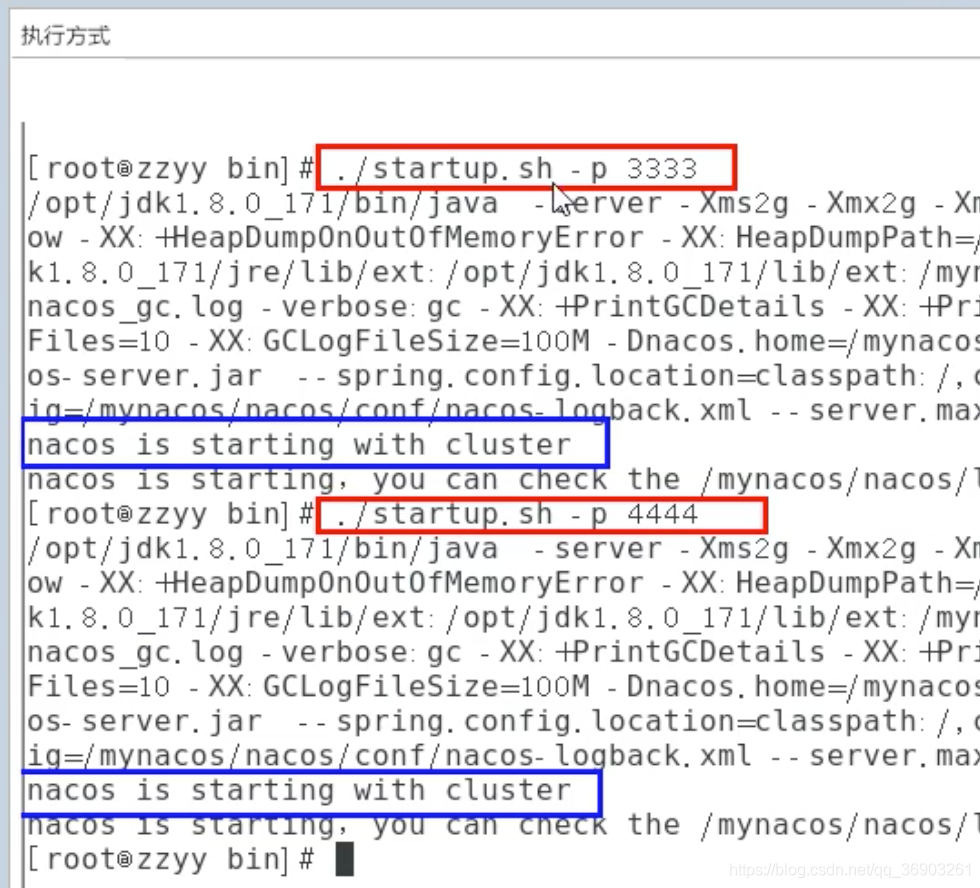 执行方式
[root@zzyy bin]# ./startup.sh -p 3333
/opt/jdk1.8.0_171/bin/java  -server -Xms2g -Xmx2g -Xm
ow -XX:+HeapDumpOnOutOfMemoryError -XX:HeapDumpPath=/
k1.8.0_171/jre/lib/ext:/opt/jdk1.8.0_171/lib/ext:/myn
nacos_gc.log -verbose:gc -XX:+PrintGCDetails -XX:+Pri
Files=10 -XX:GCLogFileSize=100M -Dnacos.home=/mynacos
os-server.jar  --spring.config.location=classpath:/,c
ig=/mynacos/nacos/conf/nacos-logback.xml --server.max
nacos is starting with cluster
nacos is starting, you can check the /mynacos/nacos/l
[root@zzyy bin]# ./startup.sh -p 4444
/opt/jdk1.8.0_171/bin/java  -server -Xms2g -Xmx2g -Xm
ow -XX:+HeapDumpOnOutOfMemoryError -XX:HeapDumpPath=/
k1.8.0_171/jre/lib/ext:/opt/jdk1.8.0_171/lib/ext:/myn
nacos_gc.log -verbose:gc -XX:+PrintGCDetails -XX:+Pri
Files=10 -XX:GCLogFileSize=100M -Dnacos.home=/mynacos
os-server.jar  --spring.config.location=classpath:/,c
ig=/mynacos/nacos/conf/nacos-logback.xml --server.max
nacos is starting with cluster
nacos is starting, you can check the /mynacos/nacos/l
[root@zzyy bin]#
https://blog.csdn.net/qq_36903261